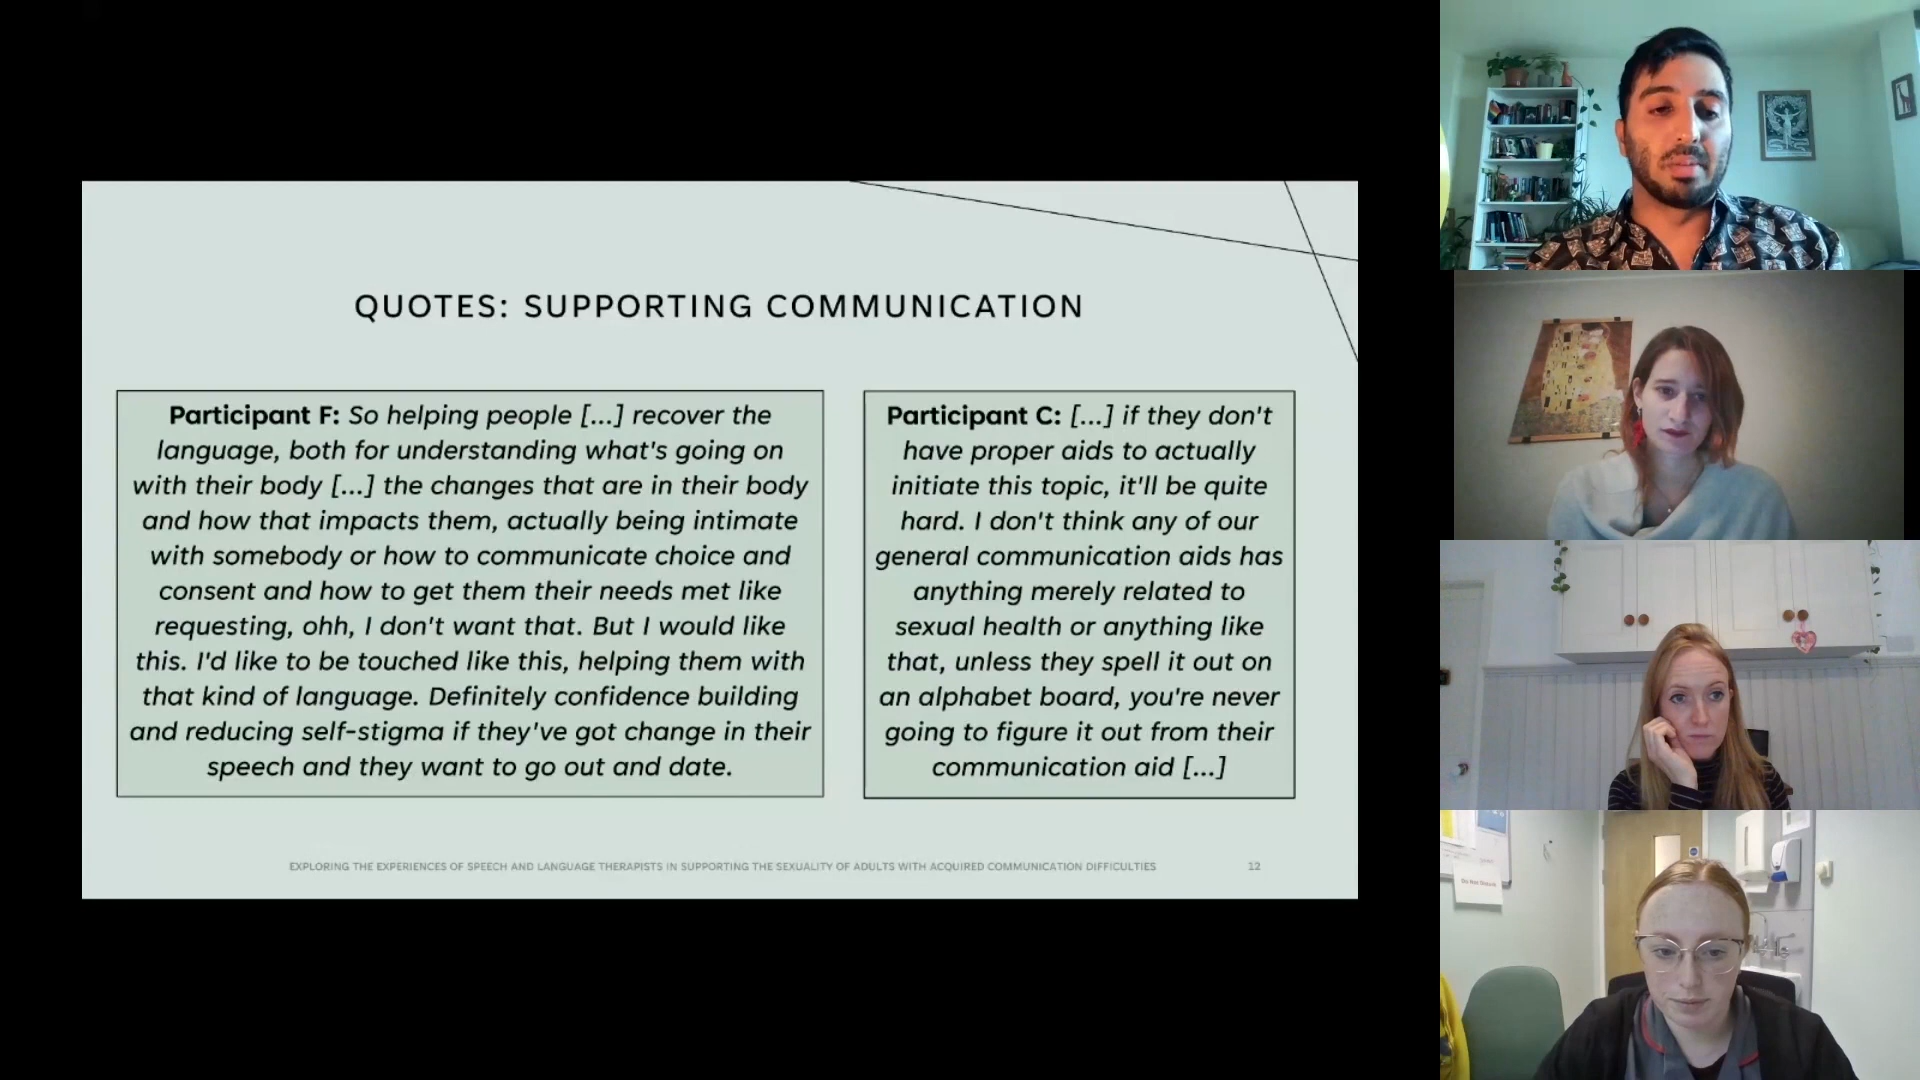 QUOTES: SUPPORTING COMMUNICATION
Participant F: So helping people [...] recover the
language, both for understanding what's going on
with their body [...] the changes that are in their body
and how that impacts them, actually being intimate
with somebody or how to communicate choice and
consent and how to get them their needs met like
requesting, ohh, I don't want that. But I would like
this. I'd like to be touched like this, helping them with
that kind of language. Definitely confidence building
and reducing self-stigma if they've got change in their
speech and they want to go out and date.
Participant C: [...] if they don't
have proper aids to actually
initiate this topic, it'll be quite
hard. I don't think any of our
general communication aids has
anything merely related to
sexual health or anything like
that, unless they spell it out on
an alphabet board, you're never
going to figure it out from their
communication aid [...]
EXPLORING THE EXPERIENCES OF SPEECH AND LANGUAGE THERAPISTS IN SUPPORTING THE SEXUALITY OF ADULTS WITH ACQUIRED COMMUNICATION DIFFICULTIES
12